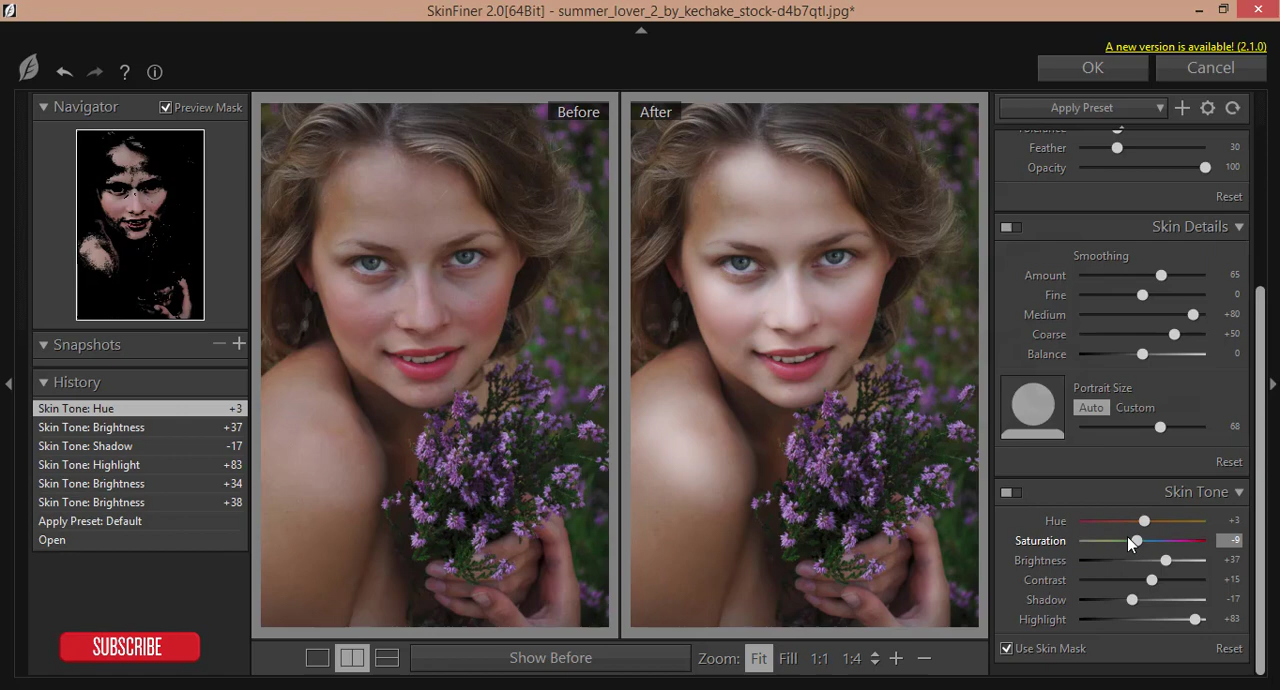 SkinFiner 2.0[64Bit] - summer_lover_2_by_kechake_stock-d4b7qtl.jpg*
A new version is available! (2.1.0)
?
OK
Cancel
Navigator
Preview Mask
Before
After
Apply Preset
Tolerance
Feather 30
Opacity 100
Reset
Skin Details
Smoothing
Amount 65
Fine 0
Medium +80
Coarse +50
Balance 0
Portrait Size
Auto Custom
68
Reset
Skin Tone
Hue +3
Saturation -9
Brightness +37
Contrast +15
Shadow -17
Highlight +83
Use Skin Mask
Reset
Snapshots
History
Skin Tone: Hue +3
Skin Tone: Brightness +37
Skin Tone: Shadow -17
Skin Tone: Highlight +83
Skin Tone: Brightness +34
Skin Tone: Brightness +38
Apply Preset: Default
Open
SUBSCRIBE
Show Before
Zoom: Fit Fill 1:1 1:4